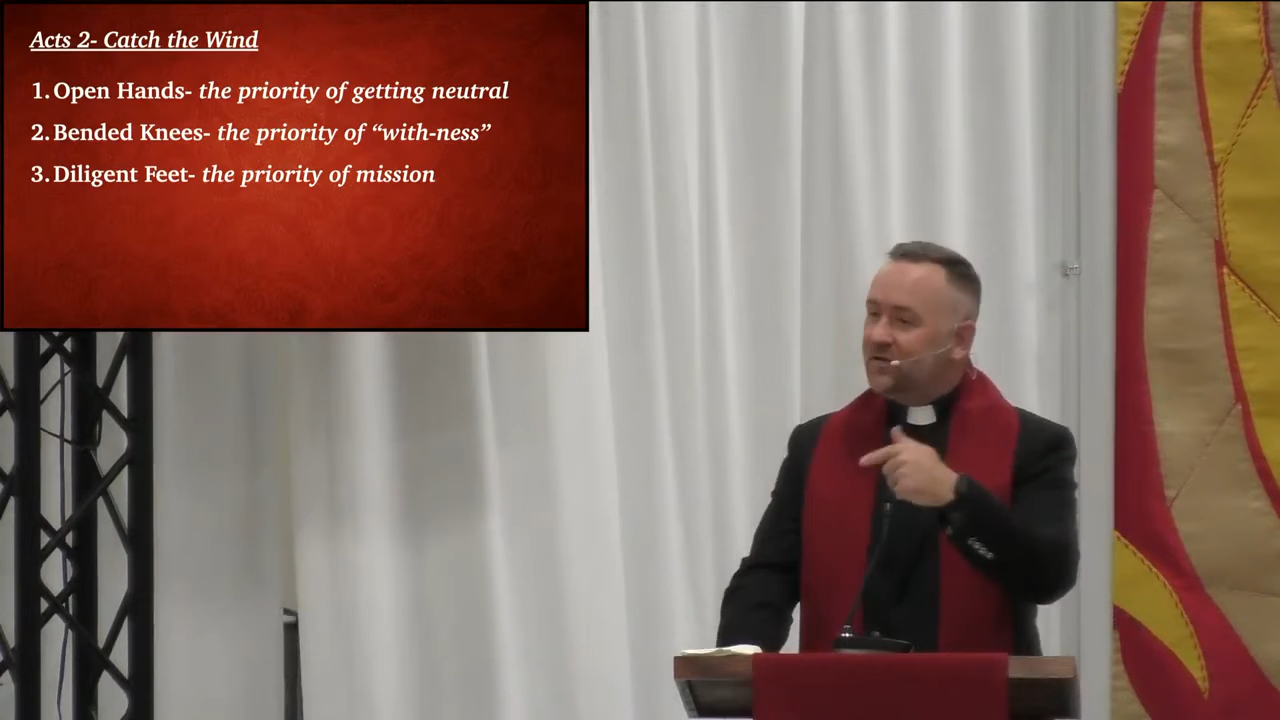 Acts 2- Catch the Wind
1. Open Hands- the priority of getting neutral
2. Bended Knees- the priority of “with-ness”
3. Diligent Feet- the priority of mission